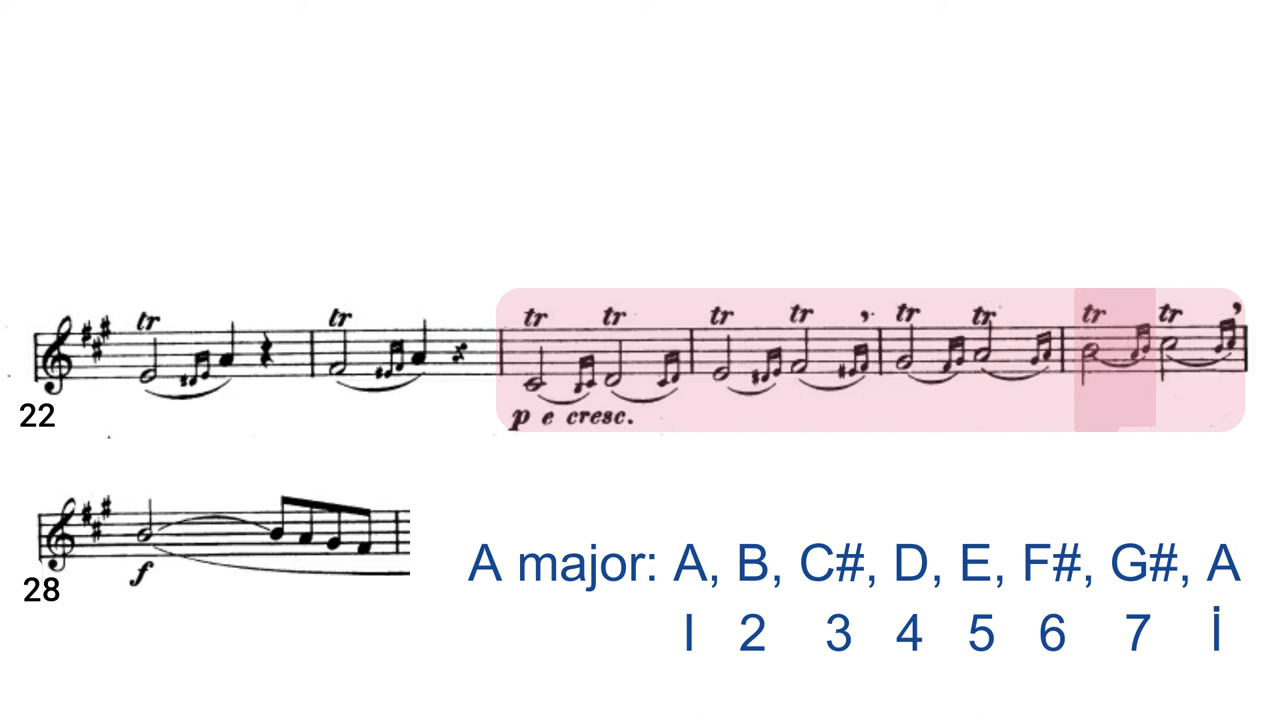 tr tr tr tr tr tr , tr tr tr tr ,
22
p e cresc.
f
28
A major: A, B, C#, D, E, F#, G#, A
I 2 3 4 5 6 7 İ